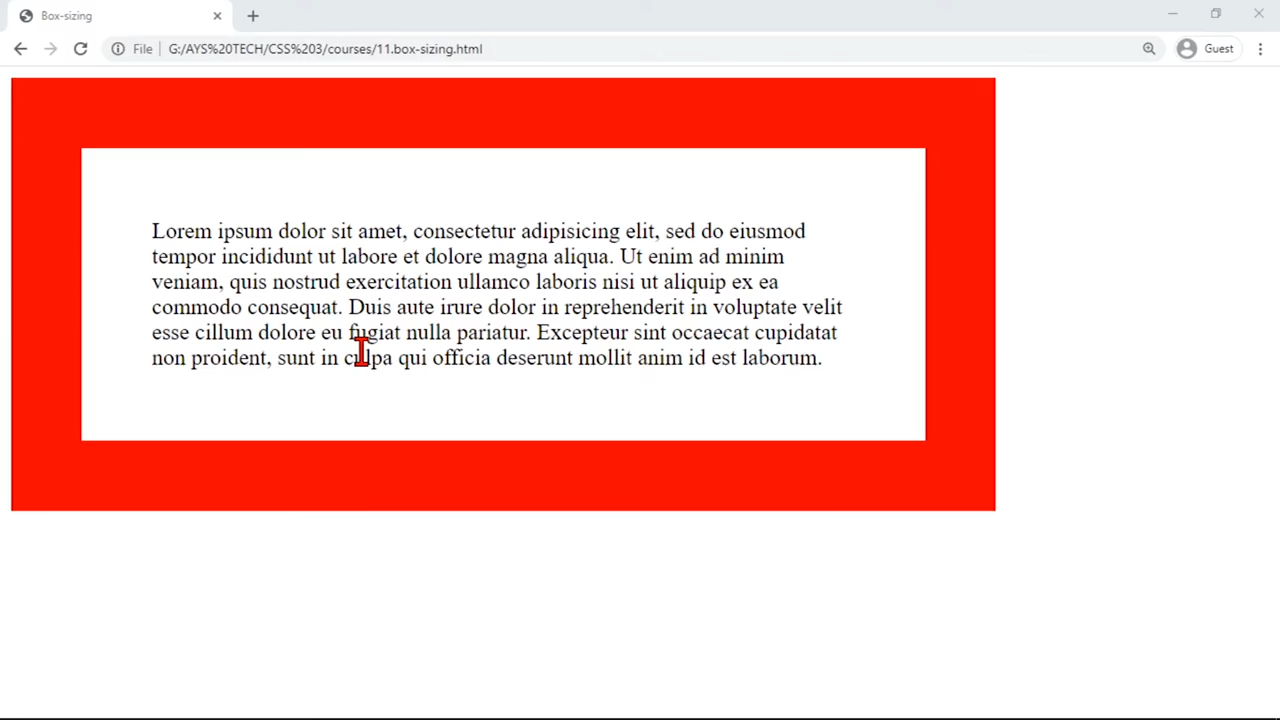 Box-sizing
File
G:/AYS%20TECH/CSS%203/courses/11.box-sizing.html
Guest
Lorem ipsum dolor sit amet, consectetur adipisicing elit, sed do eiusmod
tempor incididunt ut labore et dolore magna aliqua. Ut enim ad minim
veniam, quis nostrud exercitation ullamco laboris nisi ut aliquip ex ea
commodo consequat. Duis aute irure dolor in reprehenderit in voluptate velit
esse cillum dolore eu fugiat nulla pariatur. Excepteur sint occaecat cupidatat
non proident, sunt in culpa qui officia deserunt mollit anim id est laborum.